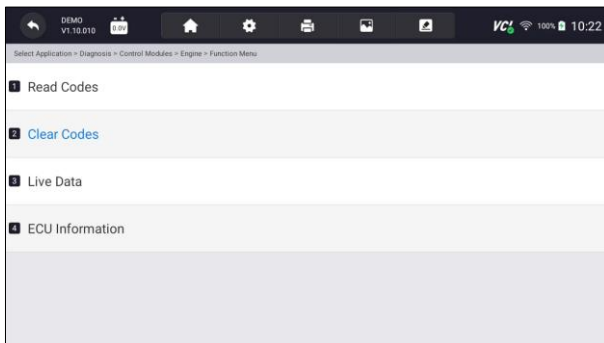 DEMO
V1.10.010
0.0V
VCI
100%
10:22
Select Application > Diagnosis > Control Modules > Engine > Function Menu
1 Read Codes
2 Clear Codes
3 Live Data
4 ECU Information